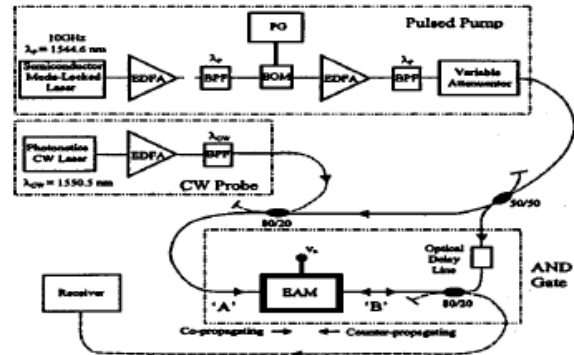 Pulsed Pump
PG
10GHz
λP = 1544.6 nm
Semiconductor
Mode-Locked
Laser
EDFA
λP
BPF
EOM
EDFA
λP
BPF
Variable
Attenuator
Photonetics
CW Laser
EDFA
λCW
BPF
λCW = 1550.5 nm
CW Probe
80/20
50/50
Optical
Delay
Line
AND
Gate
Receiver
'A'
EAM
'B'
80/20
Co-propagating
Counter-propagating